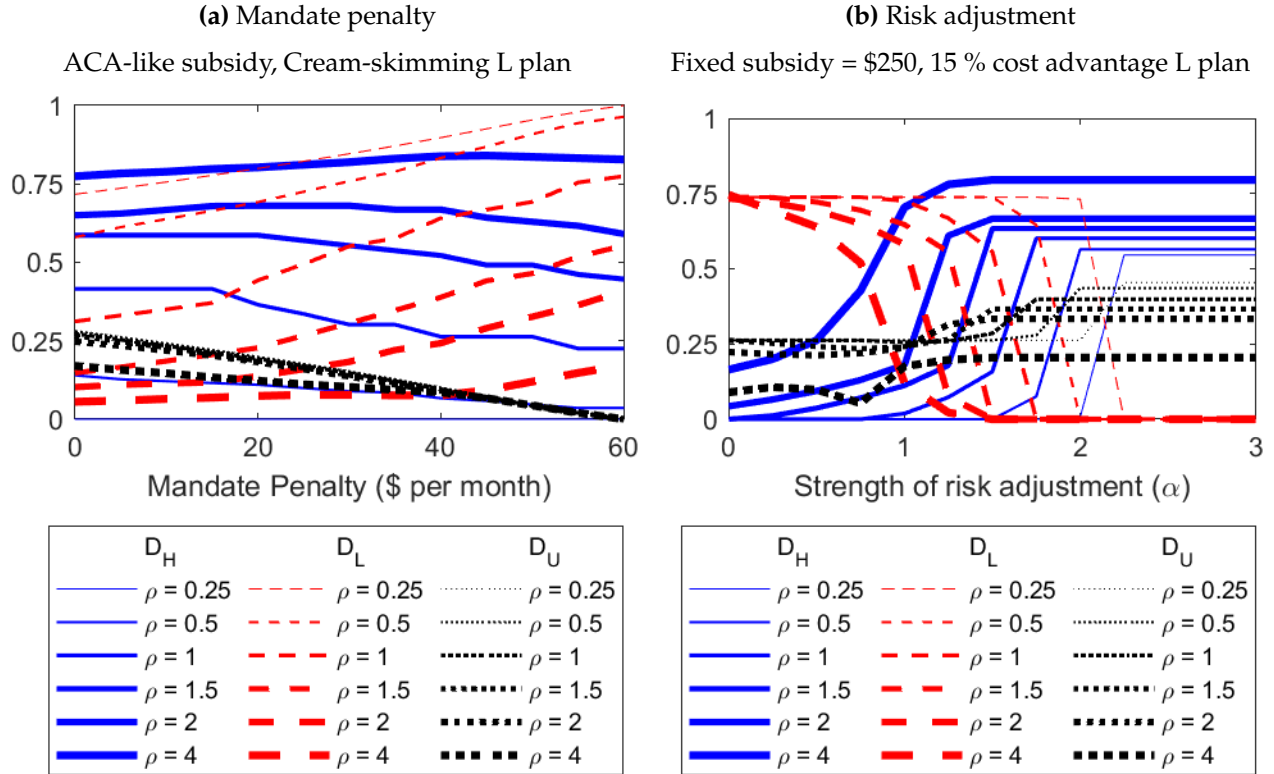 (a) Mandate penalty
ACA-like subsidy, Cream-skimming L plan
1
0.75
0.5
0.25
0
0 20 40 60
Mandate Penalty ($ per month)
D_H D_L D_U
ρ = 0.25 ρ = 0.25 ρ = 0.25
ρ = 0.5 ρ = 0.5 ρ = 0.5
ρ = 1 ρ = 1 ρ = 1
ρ = 1.5 ρ = 1.5 ρ = 1.5
ρ = 2 ρ = 2 ρ = 2
ρ = 4 ρ = 4 ρ = 4
(b) Risk adjustment
Fixed subsidy = $250, 15 % cost advantage L plan
1
0.75
0.5
0.25
0
0 1 2 3
Strength of risk adjustment (α)
D_H D_L D_U
ρ = 0.25 ρ = 0.25 ρ = 0.25
ρ = 0.5 ρ = 0.5 ρ = 0.5
ρ = 1 ρ = 1 ρ = 1
ρ = 1.5 ρ = 1.5 ρ = 1.5
ρ = 2 ρ = 2 ρ = 2
ρ = 4 ρ = 4 ρ = 4